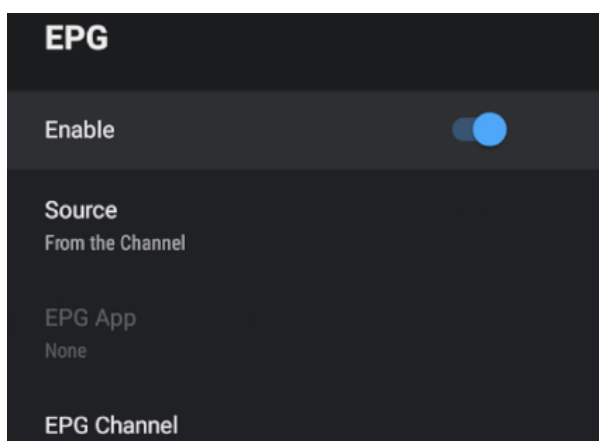 EPG
Enable
Source
From the Channel
EPG App
None
EPG Channel